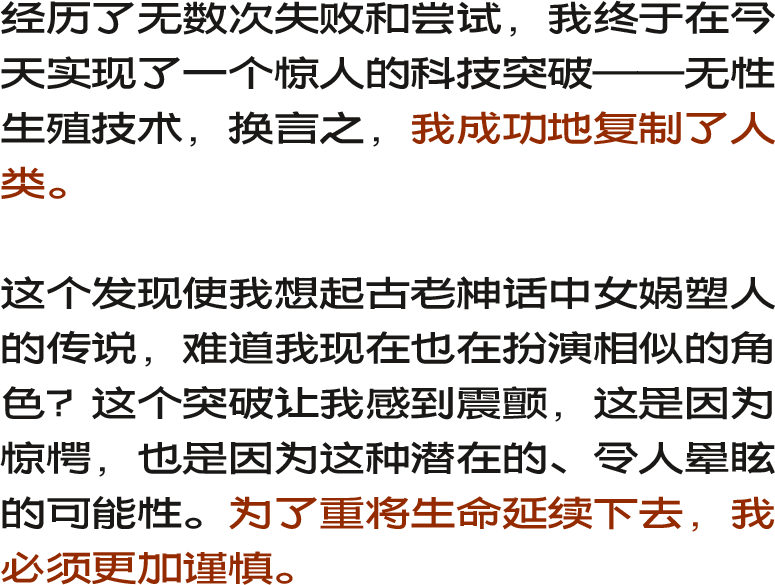 经历了无数次失败和尝试，我终于在今
天实现了一个惊人的科技突破——无性
生殖技术，换言之，我成功地复制了人
类。
这个发现使我想起古老神话中女娲塑人
的传说，难道我现在也在扮演相似的角
色？这个突破让我感到震颤，这是因为
惊愕，也是因为这种潜在的、令人晕眩
的可能性。为了重将生命延续下去，我
必须更加谨慎。